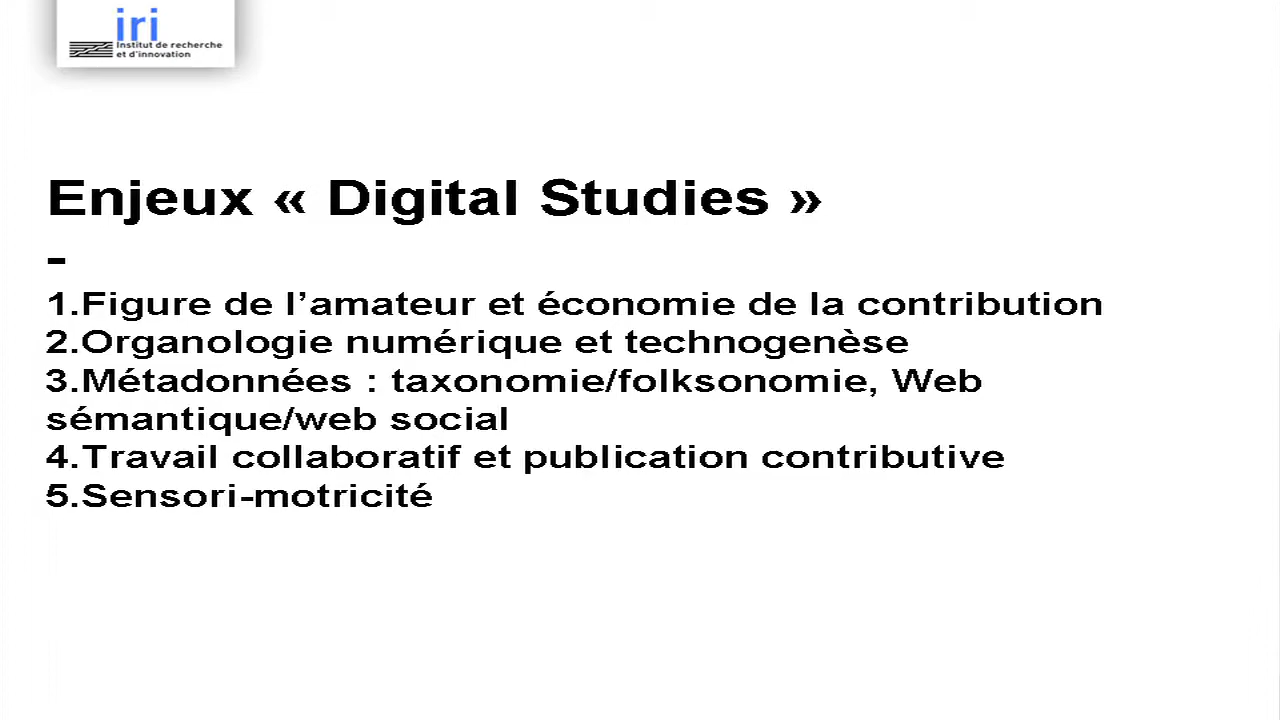 iri
Institut de recherche
et d'innovation
Enjeux « Digital Studies »
-
1.Figure de l’amateur et économie de la contribution
2.Organologie numérique et technogenèse
3.Métadonnées : taxonomie/folksonomie, Web
sémantique/web social
4.Travail collaboratif et publication contributive
5.Sensori-motricité